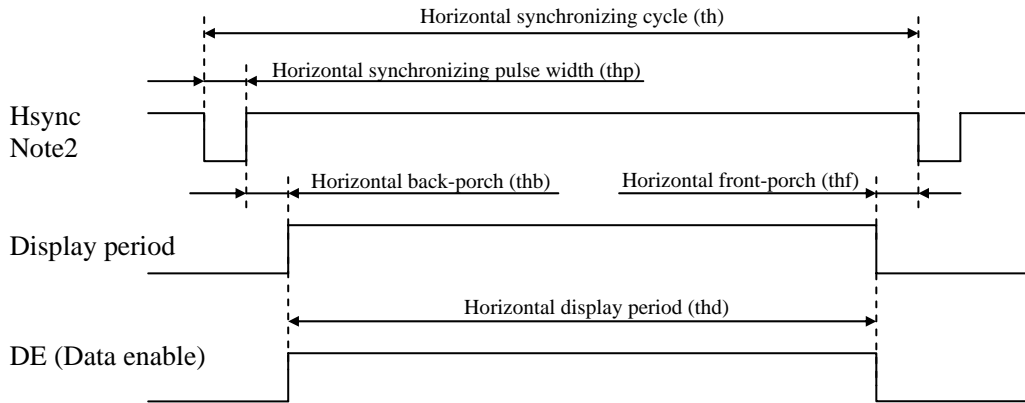 Horizontal synchronizing cycle (th)
Horizontal synchronizing pulse width (thp)
Hsync
Note2
Horizontal back-porch (thb)
Horizontal front-porch (thf)
Display period
Horizontal display period (thd)
DE (Data enable)